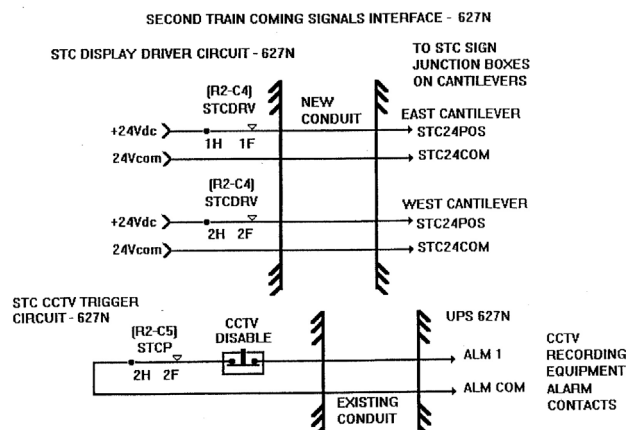 SECOND TRAIN COMING SIGNALS INTERFACE - 627N
STC DISPLAY DRIVER CIRCUIT - 627N
TO STC SIGN
JUNCTION BOXES
ON CANTILEVERS
(R2-C4)
STCDRV
NEW
CONDUIT
EAST CANTILEVER
+24Vdc
STC24POS
1H 1F
24Vcom
STC24COM
(R2-C4)
STCDRV
WEST CANTILEVER
+24Vdc
STC24POS
2H 2F
24Vcom
STC24COM
STC CCTV TRIGGER
CIRCUIT - 627N
(R2-C5)
STCP
CCTV
DISABLE
UPS 627N
2H 2F
ALM 1
ALM COM
CCTV
RECORDING
EQUIPMENT
ALARM
CONTACTS
EXISTING
CONDUIT